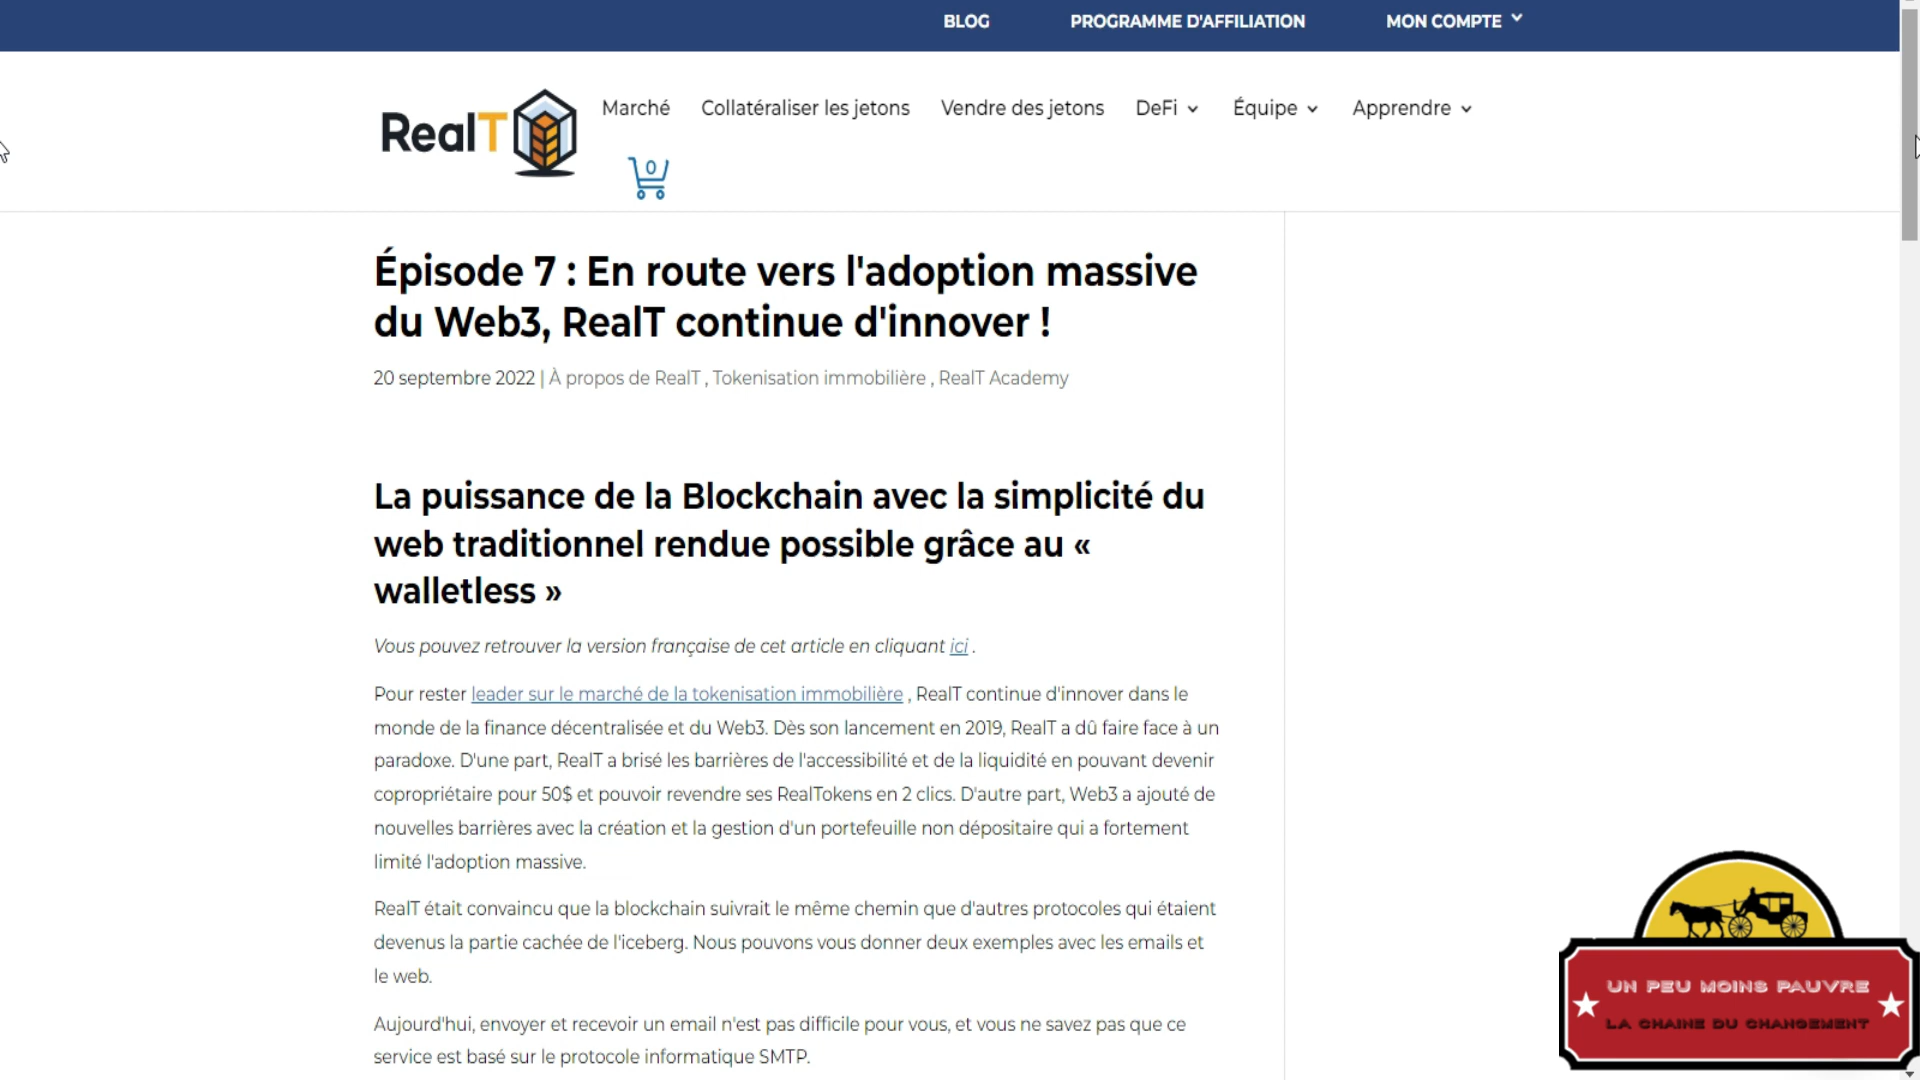 BLOG PROGRAMME D'AFFILIATION MON COMPTE
RealT Marché Collatéraliser les jetons Vendre des jetons DeFi Équipe Apprendre
0
Épisode 7 : En route vers l'adoption massive
du Web3, RealT continue d'innover !
20 septembre 2022 | À propos de RealT , Tokenisation immobilière , RealT Academy
La puissance de la Blockchain avec la simplicité du
web traditionnel rendue possible grâce au «
walletless »
Vous pouvez retrouver la version française de cet article en cliquant ici .
Pour rester leader sur le marché de la tokenisation immobilière , RealT continue d'innover dans le
monde de la finance décentralisée et du Web3. Dès son lancement en 2019, RealT a dû faire face à un
paradoxe. D'une part, RealT a brisé les barrières de l'accessibilité et de la liquidité en pouvant devenir
copropriétaire pour 50$ et pouvoir revendre ses RealTokens en 2 clics. D'autre part, Web3 a ajouté de
nouvelles barrières avec la création et la gestion d'un portefeuille non dépositaire qui a fortement
limité l'adoption massive.
RealT était convaincu que la blockchain suivrait le même chemin que d'autres protocoles qui étaient
devenus la partie cachée de l'iceberg. Nous pouvons vous donner deux exemples avec les emails et
le web.
Aujourd'hui, envoyer et recevoir un email n'est pas difficile pour vous, et vous ne savez pas que ce
service est basé sur le protocole informatique SMTP.
UN PEU MOINS PAUVRE
LA CHAINE DU CHANGEMENT